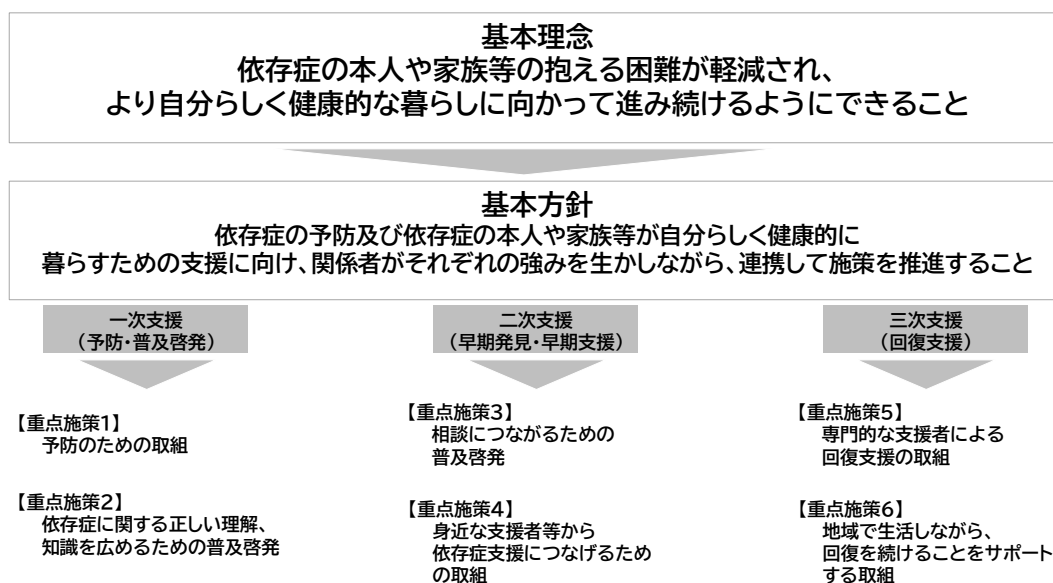 基本理念
依存症の本人や家族等の抱える困難が軽減され、
より自分らしく健康的な暮らしに向かって進み続けるようにできること
基本方針
依存症の予防及び依存症の本人や家族等が自分らしく健康的に
暮らすための支援に向け、関係者がそれぞれの強みを生かしながら、連携して施策を推進すること
一次支援
（予防・普及啓発）
【重点施策1】
予防のための取組
【重点施策2】
依存症に関する正しい理解、
知識を広めるための普及啓発
二次支援
（早期発見・早期支援）
【重点施策3】
相談につながるための
普及啓発
【重点施策4】
身近な支援者等から
依存症支援につなげるため
の取組
三次支援
（回復支援）
【重点施策5】
専門的な支援者による
回復支援の取組
【重点施策6】
地域で生活しながら、
回復を続けることをサポート
する取組